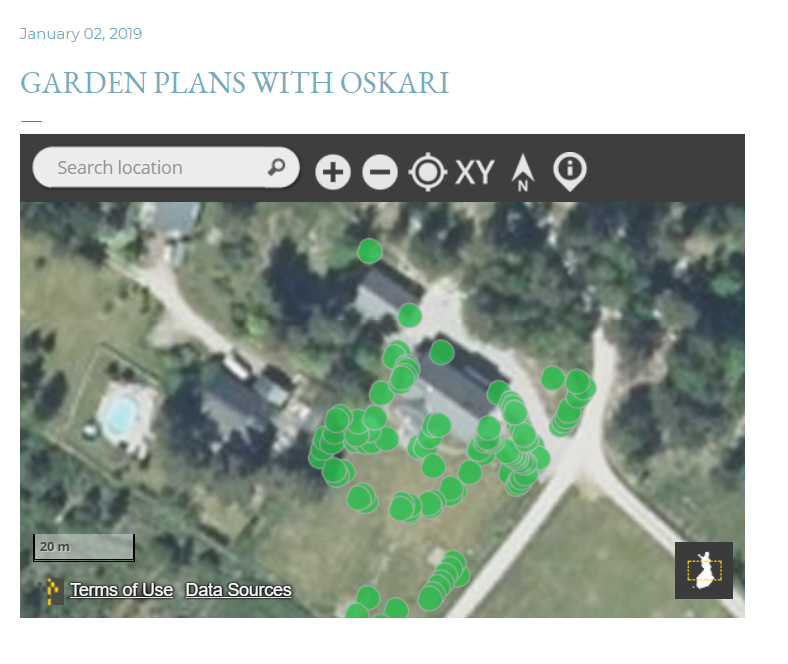 January 02, 2019
GARDEN PLANS WITH OSKARI
Search location
XY
N
20 m
Terms of Use Data Sources